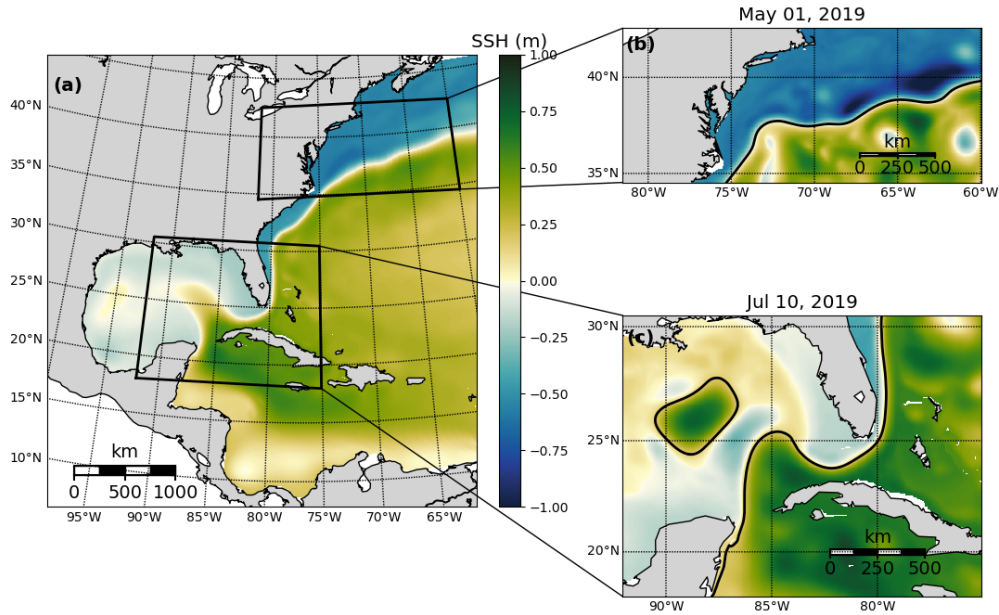 May 01, 2019
SSH (m)
(a)
40°N
35°N
30°N
25°N
20°N
15°N
10°N
km
0 500 1000
95°W 90°W 85°W 80°W 75°W 70°W 65°W
1.00
0.75
0.50
0.25
0.00
−0.25
−0.50
−0.75
−1.00
(b)
40°N
35°N
km
0 250 500
80°W 75°W 70°W 65°W 60°W
Jul 10, 2019
30°N
(c)
25°N
20°N
km
0 250 500
90°W 85°W 80°W